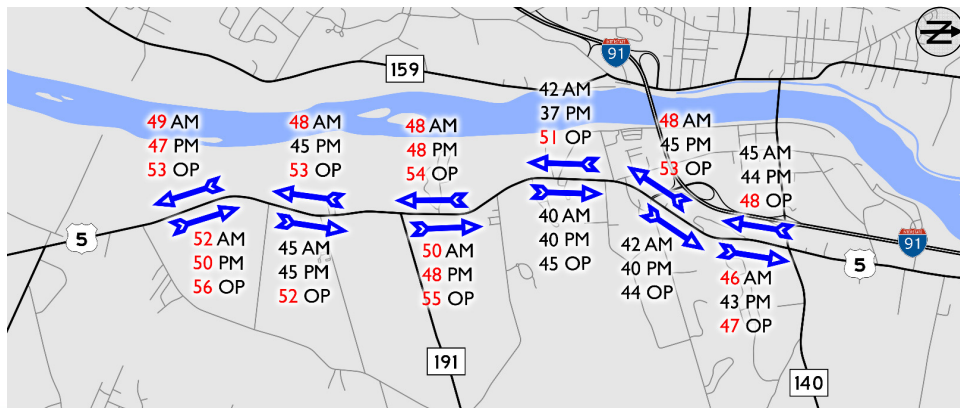 INTERSTATE
91
N
159
42 AM
37 PM
51 OP
49 AM
47 PM
53 OP
48 AM
45 PM
53 OP
48 AM
48 PM
54 OP
48 AM
45 PM
53 OP
45 AM
44 PM
48 OP
5
52 AM
50 PM
56 OP
45 AM
45 PM
52 OP
50 AM
48 PM
55 OP
40 AM
40 PM
45 OP
42 AM
40 PM
44 OP
46 AM
43 PM
47 OP
5
INTERSTATE
91
191
140